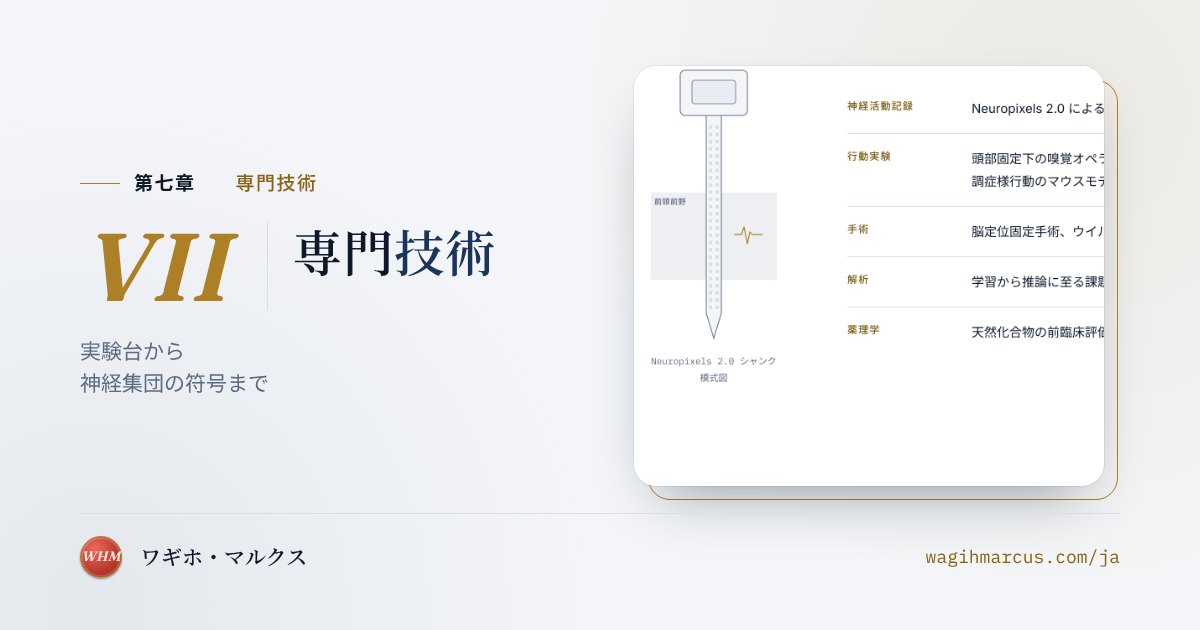 第七章 専門技術
VII 専門技術
実験台から
神経集団の符号まで
前頭前野
Neuropixels 2.0 シャンク
模式図
神経活動記録 Neuropixels 2.0 による
行動実験 頭部固定下の嗅覚オペ
調症様行動のマウスモデ
手術 脳定位固定手術、ウイル
解析 学習から推論に至る課題
薬理学 天然化合物の前臨床評価
WHM ワギホ・マルクス
wagihmarcus.com/ja